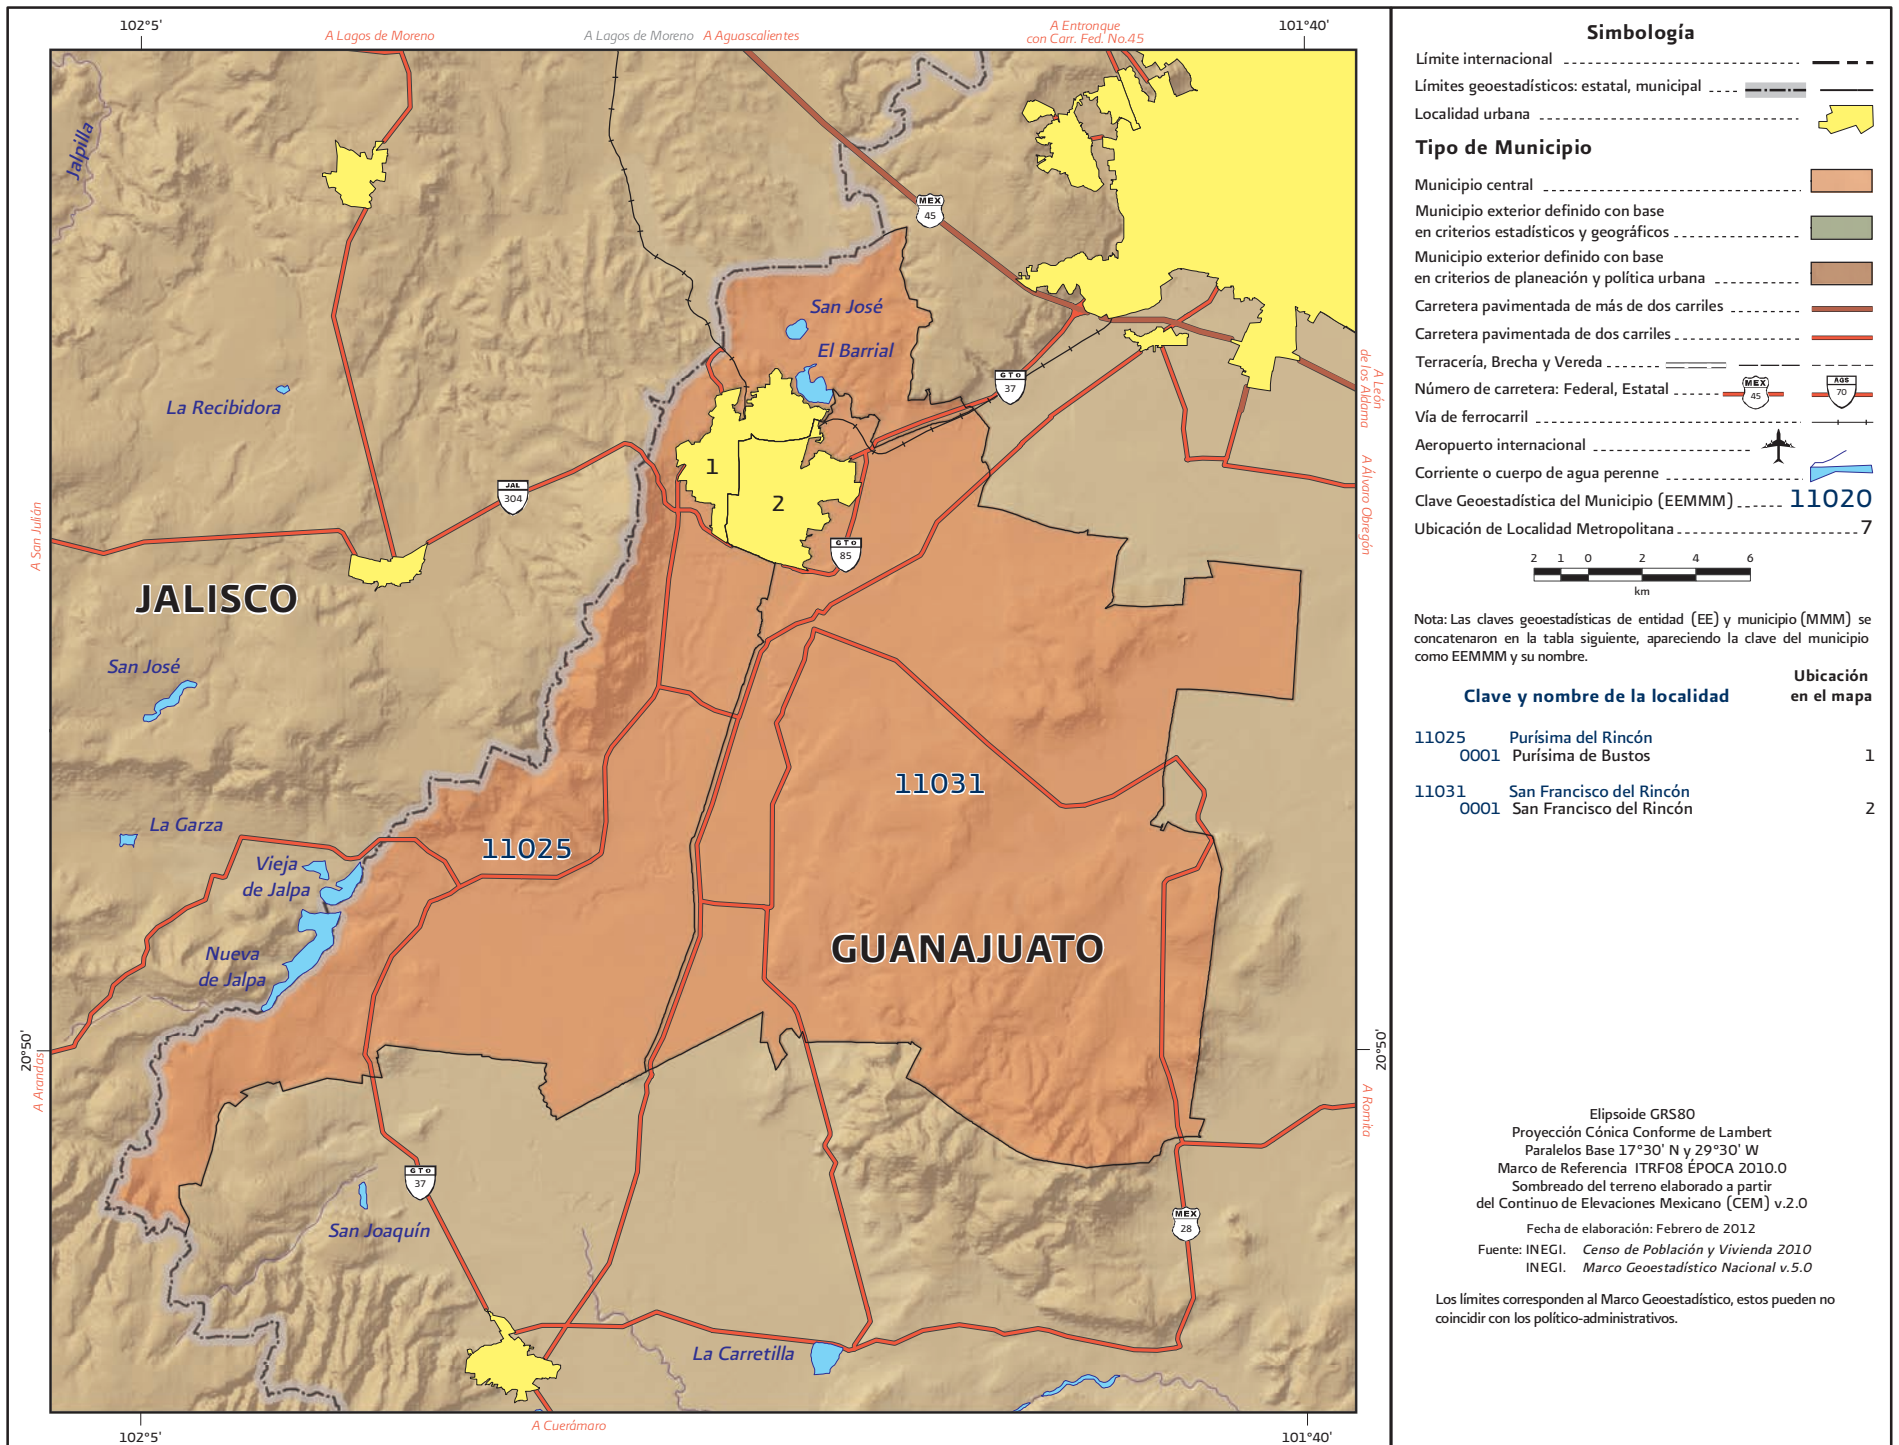 102°5'
101°40'
A Lagos de Moreno
A Lagos de Moreno
A Aguascalientes
A Entronque
con Carr. Fed. No.45
Jalpilla
MEX
45
San José
El Barrial
GTO
37
La Recibidora
A León
de los Aldama
A Álvaro Obregón
1
2
JAL
304
A San Julián
GTO
85
JALISCO
San José
11031
La Garza
11025
Vieja
de Jalpa
GUANAJUATO
Nueva
de Jalpa
20°50'
20°50'
A Arandas
A Romita
GTO
37
San Joaquín
MEX
28
La Carretilla
A Cuerámaro
102°5'
101°40'
Simbología
Límite internacional
Límites geoestadísticos: estatal, municipal
Localidad urbana
Tipo de Municipio
Municipio central
Municipio exterior definido con base
en criterios estadísticos y geográficos
Municipio exterior definido con base
en criterios de planeación y política urbana
Carretera pavimentada de más de dos carriles
Carretera pavimentada de dos carriles
Terracería, Brecha y Vereda
Número de carretera: Federal, Estatal MEX 45 AGS 70
Vía de ferrocarril
Aeropuerto internacional
Corriente o cuerpo de agua perenne
Clave Geoestadística del Municipio (EEMMM) 11020
Ubicación de Localidad Metropolitana 7
2 1 0 2 4 6
km
Nota: Las claves geoestadísticas de entidad (EE) y municipio (MMM) se
concatenaron en la tabla siguiente, apareciendo la clave del municipio
como EEMMM y su nombre.
Ubicación
Clave y nombre de la localidad en el mapa
11025 Purísima del Rincón
0001 Purísima de Bustos 1
11031 San Francisco del Rincón
0001 San Francisco del Rincón 2
Elipsoide GRS80
Proyección Cónica Conforme de Lambert
Paralelos Base 17°30' N y 29°30' W
Marco de Referencia ITRF08 ÉPOCA 2010.0
Sombreado del terreno elaborado a partir
del Continuo de Elevaciones Mexicano (CEM) v.2.0
Fecha de elaboración: Febrero de 2012
Fuente: INEGI. Censo de Población y Vivienda 2010
INEGI. Marco Geoestadístico Nacional v.5.0
Los límites corresponden al Marco Geoestadístico, estos pueden no
coincidir con los político-administrativos.